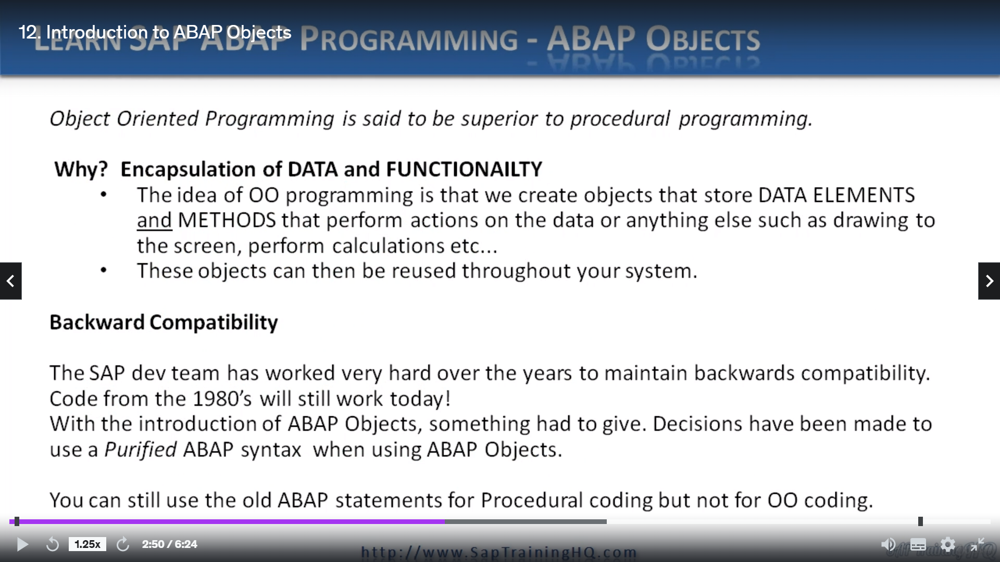 12. Introduction to ABAP Objects
LEARN SAP ABAP PROGRAMMING - ABAP OBJECTS
Object Oriented Programming is said to be superior to procedural programming.
Why? Encapsulation of DATA and FUNCTIONAILTY
• The idea of OO programming is that we create objects that store DATA ELEMENTS
and METHODS that perform actions on the data or anything else such as drawing to
the screen, perform calculations etc...
• These objects can then be reused throughout your system.
Backward Compatibility
The SAP dev team has worked very hard over the years to maintain backwards compatibility.
Code from the 1980’s will still work today!
With the introduction of ABAP Objects, something had to give. Decisions have been made to
use a Purified ABAP syntax when using ABAP Objects.
You can still use the old ABAP statements for Procedural coding but not for OO coding.
1.25x 2:50 / 6:24
http://www.SapTrainingHQ.com